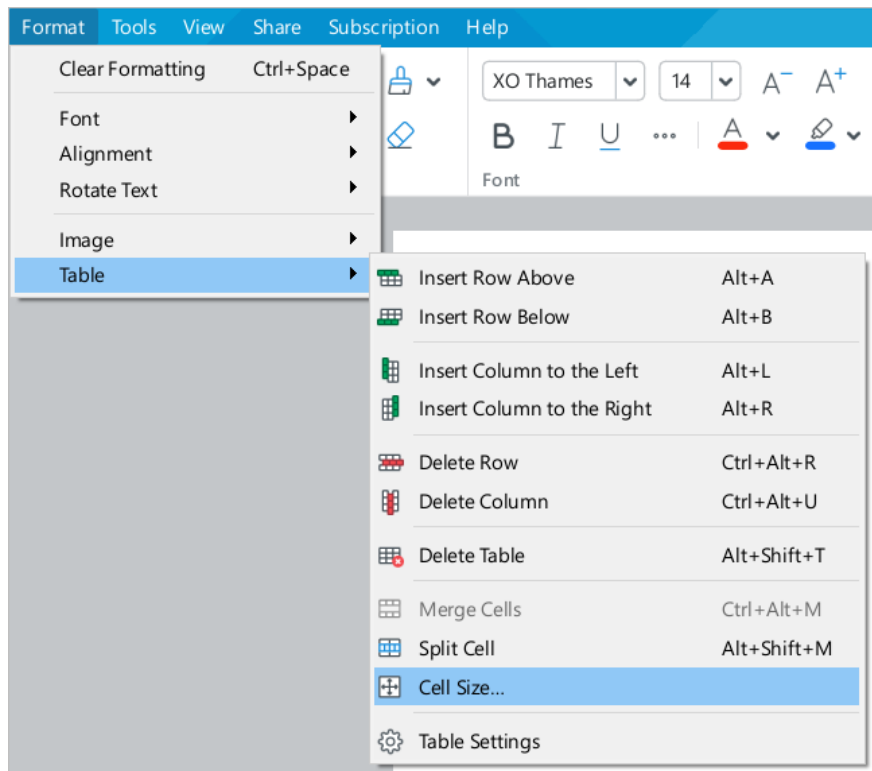 Format Tools View Share Subscription Help
Clear Formatting Ctrl+Space
Font
Alignment
Rotate Text
Image
Table
XO Thames 14 A− A+
B I U A
Font
Insert Row Above Alt+A
Insert Row Below Alt+B
Insert Column to the Left Alt+L
Insert Column to the Right Alt+R
Delete Row Ctrl+Alt+R
Delete Column Ctrl+Alt+U
Delete Table Alt+Shift+T
Merge Cells Ctrl+Alt+M
Split Cell Alt+Shift+M
Cell Size...
Table Settings